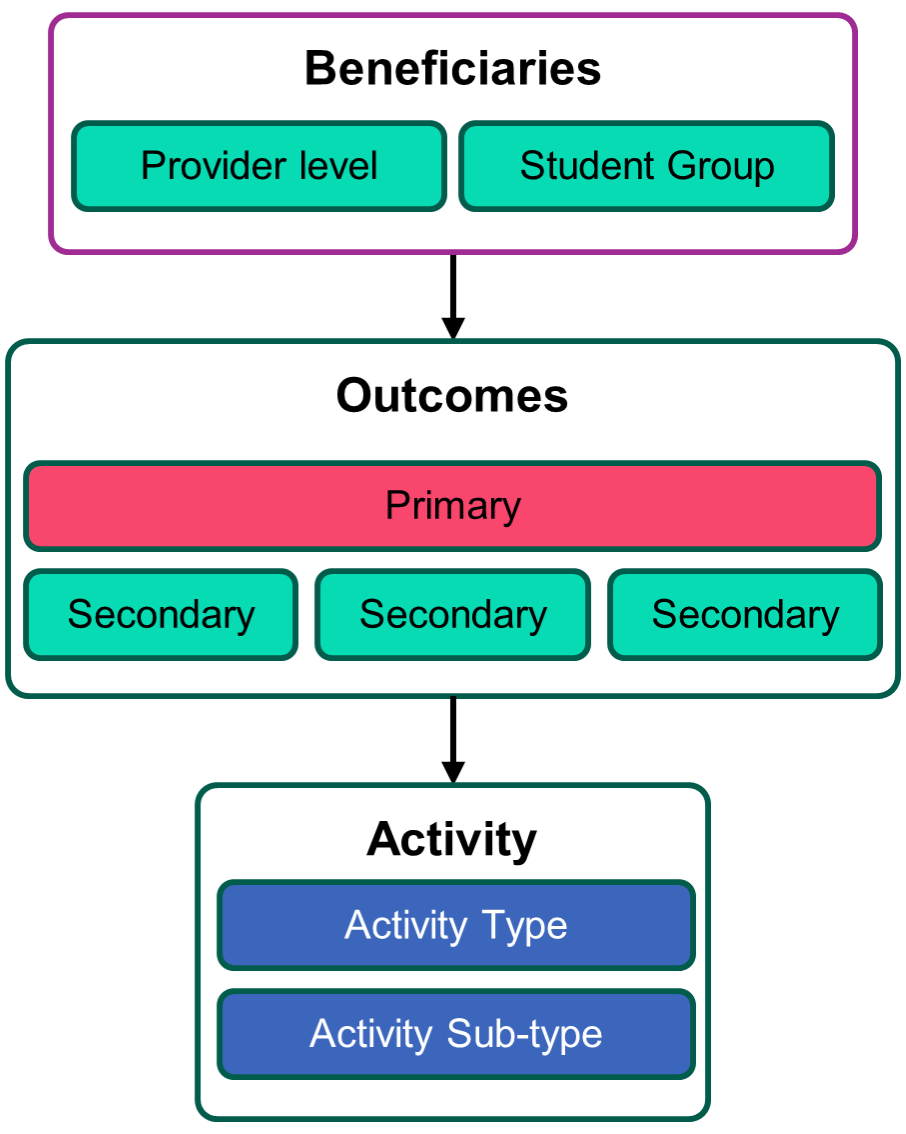 Beneficiaries
Provider level
Student Group
Outcomes
Primary
Secondary
Secondary
Secondary
Activity
Activity Type
Activity Sub-type